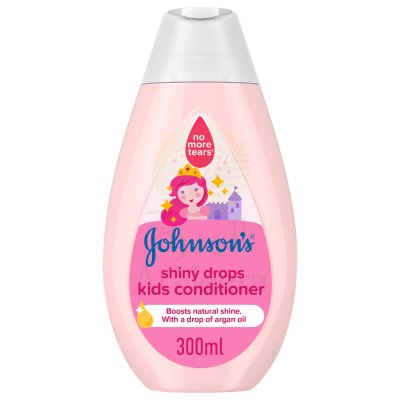 no
more
tears®
Johnson's
shiny drops
kids conditioner
Boosts natural shine.
With a drop of argan oil
300ml